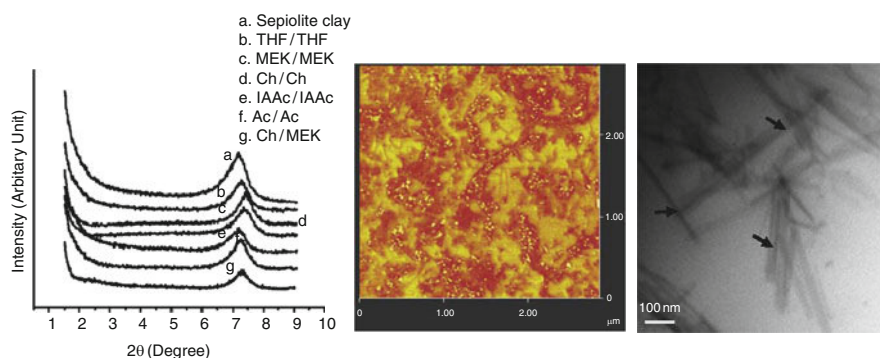 a. Sepiolite clay
b. THF/THF
c. MEK/MEK
d. Ch/Ch
e. IAAc/IAAc
f. Ac/Ac
g. Ch/MEK
Intensity (Arbitary Unit)
a
b
c
d
e
f
g
1 2 3 4 5 6 7 8 9 10
2θ (Degree)
2.00
1.00
0
0 1.00 2.00
μm
100 nm